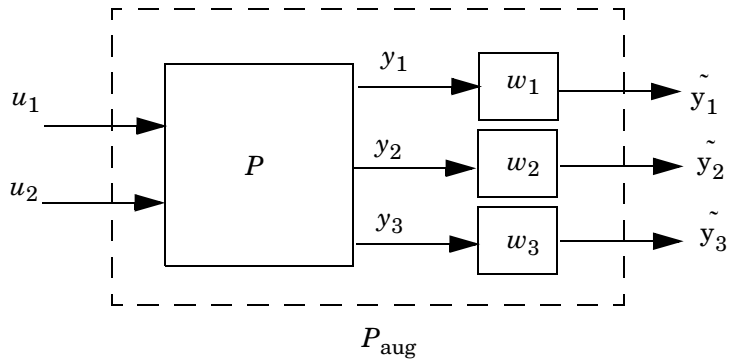 u₁
u₂
P
y₁
y₂
y₃
w₁
w₂
w₃
ỹ₁
ỹ₂
ỹ₃
P_aug